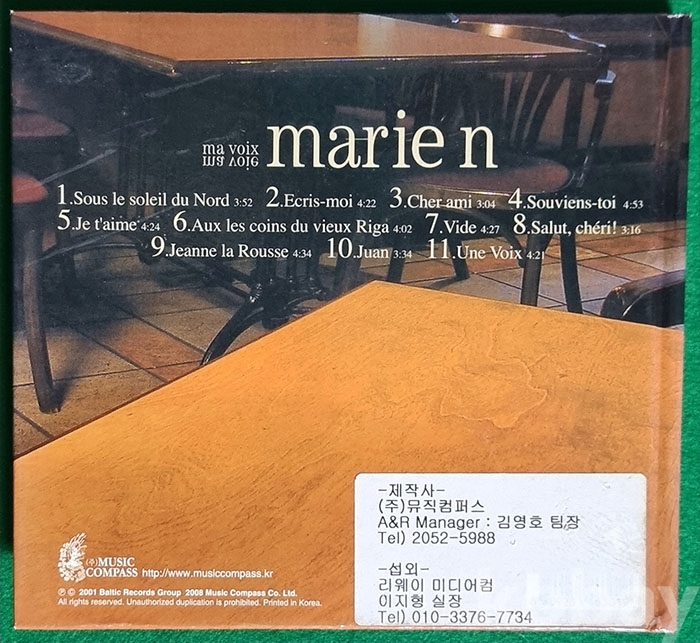 ma voix
ma voie
marie n
1.Sous le soleil du Nord 3:52 2.Ecris-moi 4:22 3.Cher ami 3:04 4.Souviens-toi 4:53
5.Je t'aime 4:24 6.Aux les coins du vieux Riga 4:02 7.Vide 4:27 8.Salut, chéri! 3:16
9.Jeanne la Rousse 4:34 10.Juan 3:34 11.Une Voix 4:21
-제작사-
(주)뮤직컴퍼스
A&R Manager : 김영호 팀장
Tel) 2052-5988
-섭외-
리웨이 미디어컴
이지형 실장
Tel) 010-3376-7734
(주)MUSIC
COMPASS http://www.musiccompass.kr
℗ © 2001 Baltic Records Group 2008 Music Compass Co. Ltd.
All rights reserved. Unauthorized duplication is prohibited. Printed in Korea.